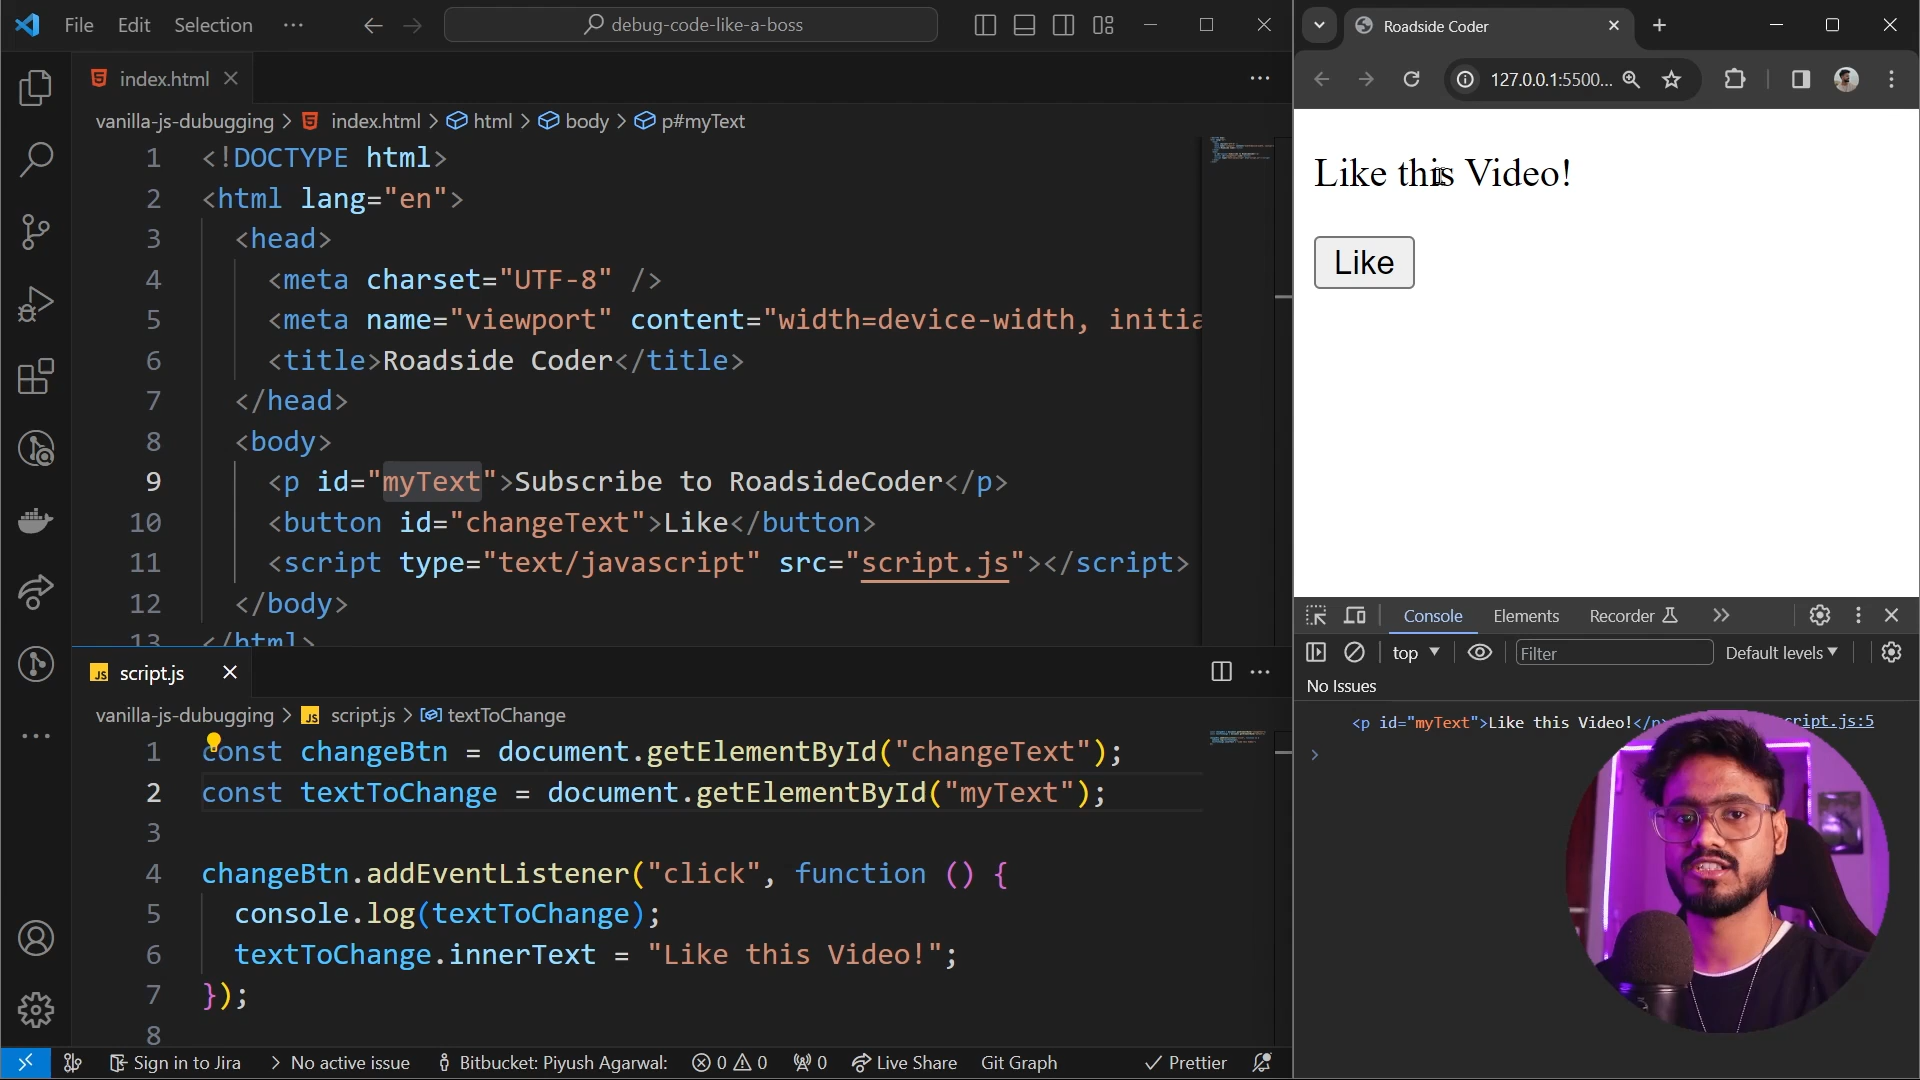 File Edit Selection ··· debug-code-like-a-boss
index.html
vanilla-js-dubugging > index.html > html > body > p#myText
1 <!DOCTYPE html>
2 <html lang="en">
3 <head>
4 <meta charset="UTF-8" />
5 <meta name="viewport" content="width=device-width, initia
6 <title>Roadside Coder</title>
7 </head>
8 <body>
9 <p id="myText">Subscribe to RoadsideCoder</p>
10 <button id="changeText">Like</button>
11 <script type="text/javascript" src="script.js"></script>
12 </body>
13 </html>
script.js
vanilla-js-dubugging > script.js > textToChange
1 const changeBtn = document.getElementById("changeText");
2 const textToChange = document.getElementById("myText");
3
4 changeBtn.addEventListener("click", function () {
5 console.log(textToChange);
6 textToChange.innerText = "Like this Video!";
7 });
8
Sign in to Jira > No active issue Bitbucket: Piyush Agarwal: 0 0 0 Live Share Git Graph Prettier
Roadside Coder
127.0.0.1:5500...
Like this Video!
Like
Console Elements Recorder
top Filter Default levels
No Issues
<p id="myText">Like this Video!</p> cript.js:5